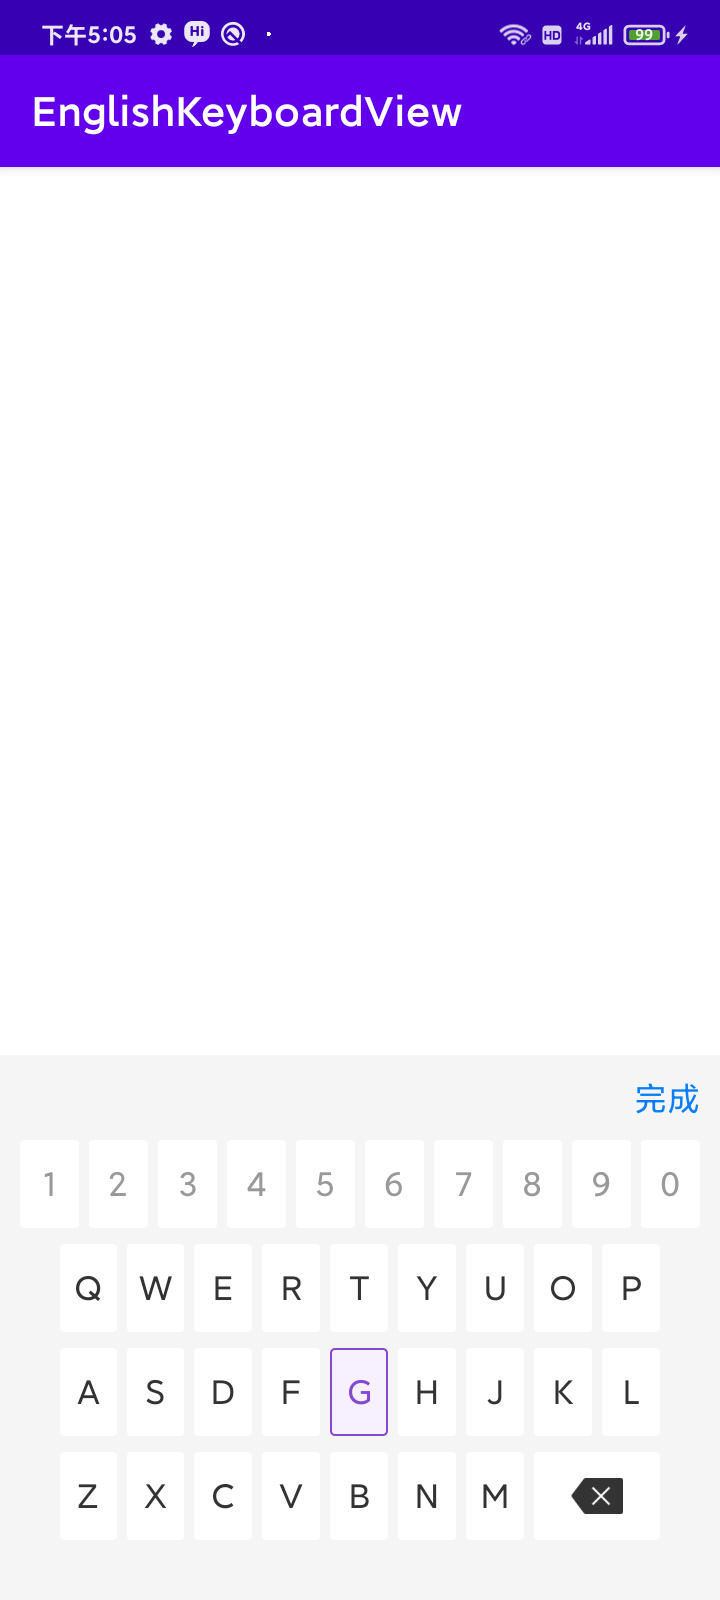 下午5:05 Hi HD 4G 99
EnglishKeyboardView
完成
1 2 3 4 5 6 7 8 9 0
Q W E R T Y U O P
A S D F G H J K L
Z X C V B N M